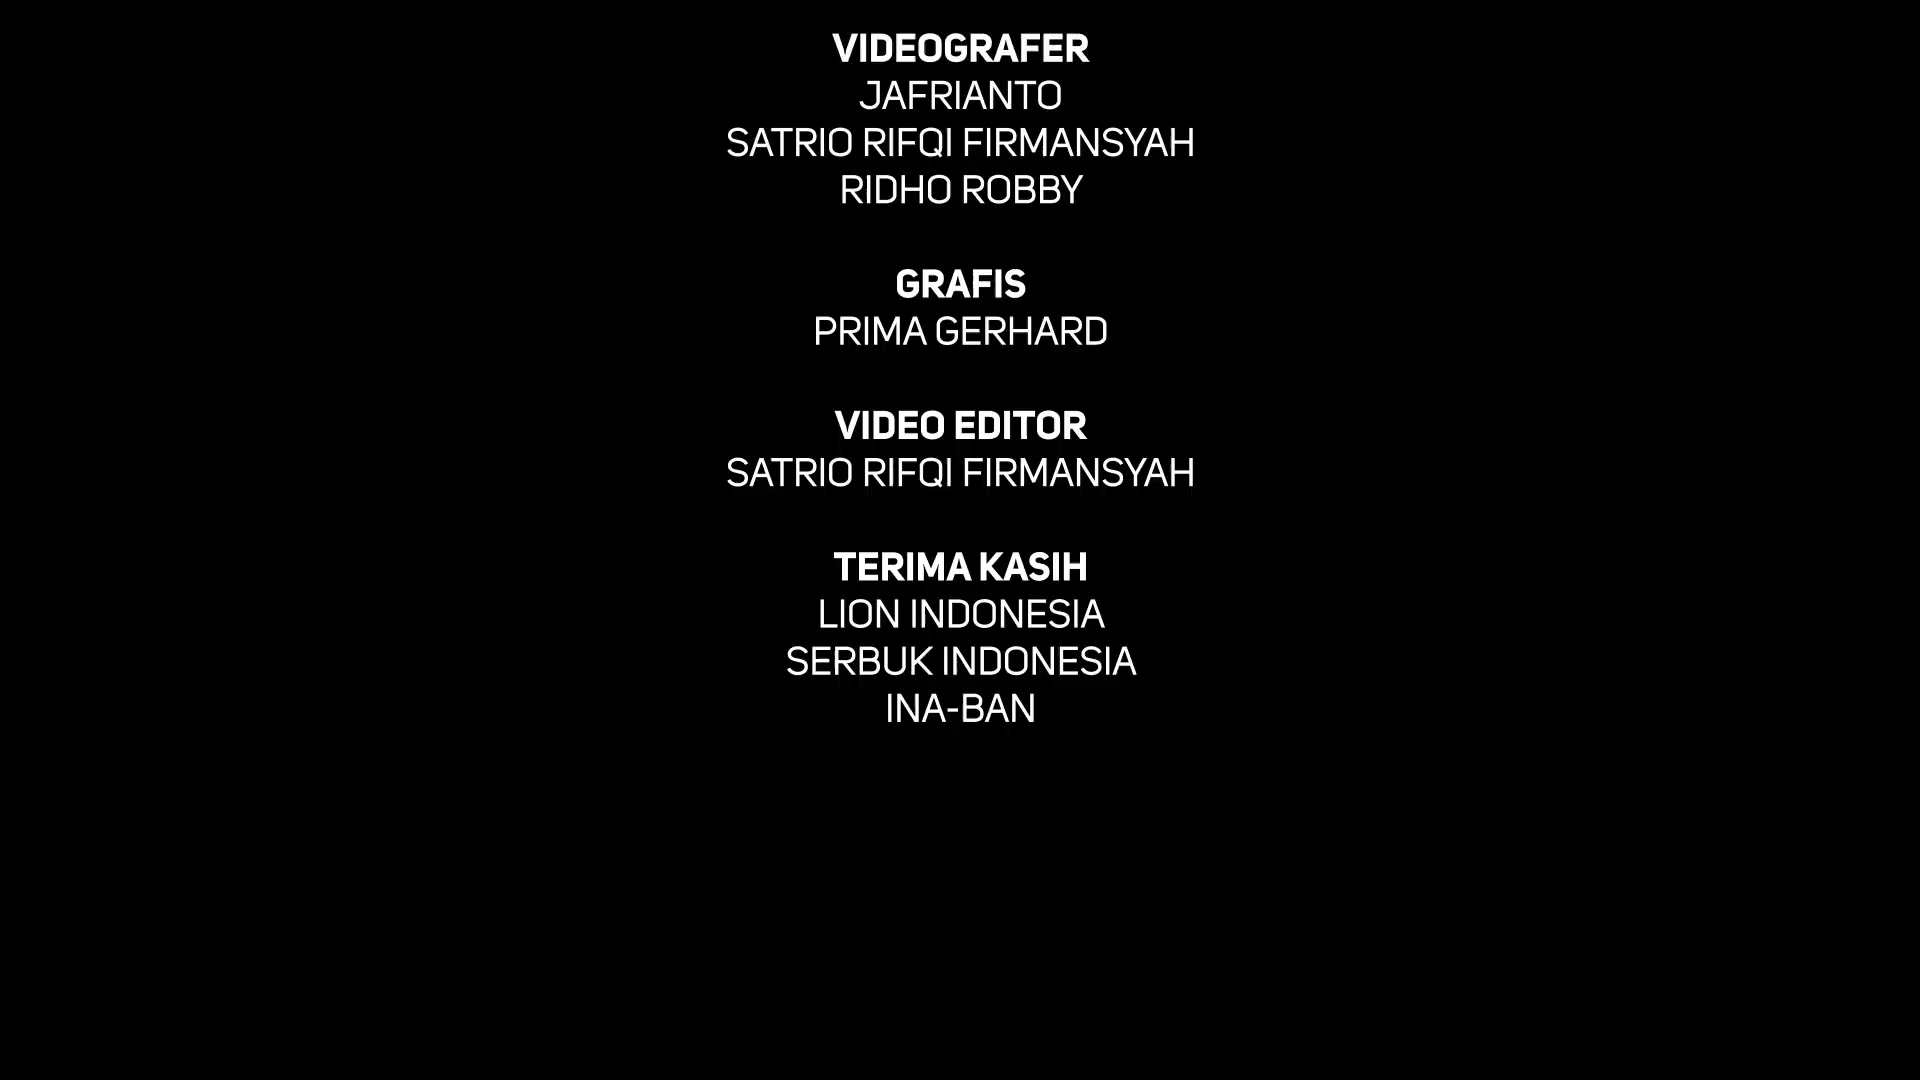 VIDEOGRAFER
JAFRIANTO
SATRIO RIFQI FIRMANSYAH
RIDHO ROBBY
GRAFIS
PRIMA GERHARD
VIDEO EDITOR
SATRIO RIFQI FIRMANSYAH
TERIMA KASIH
LION INDONESIA
SERBUK INDONESIA
INA-BAN